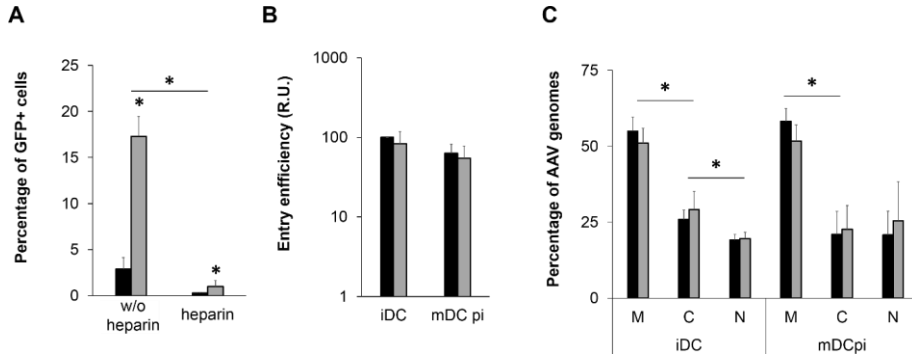 A
Percentage of GFP+ cells
25
20
15
10
5
0
*
*
*
w/o
heparin
heparin
B
Entry enfficiency (R.U.)
1000
100
10
1
iDC
mDC pi
C
Percentage of AAV genomes
75
50
25
0
*
*
*
M C N M C N
iDC mDCpi